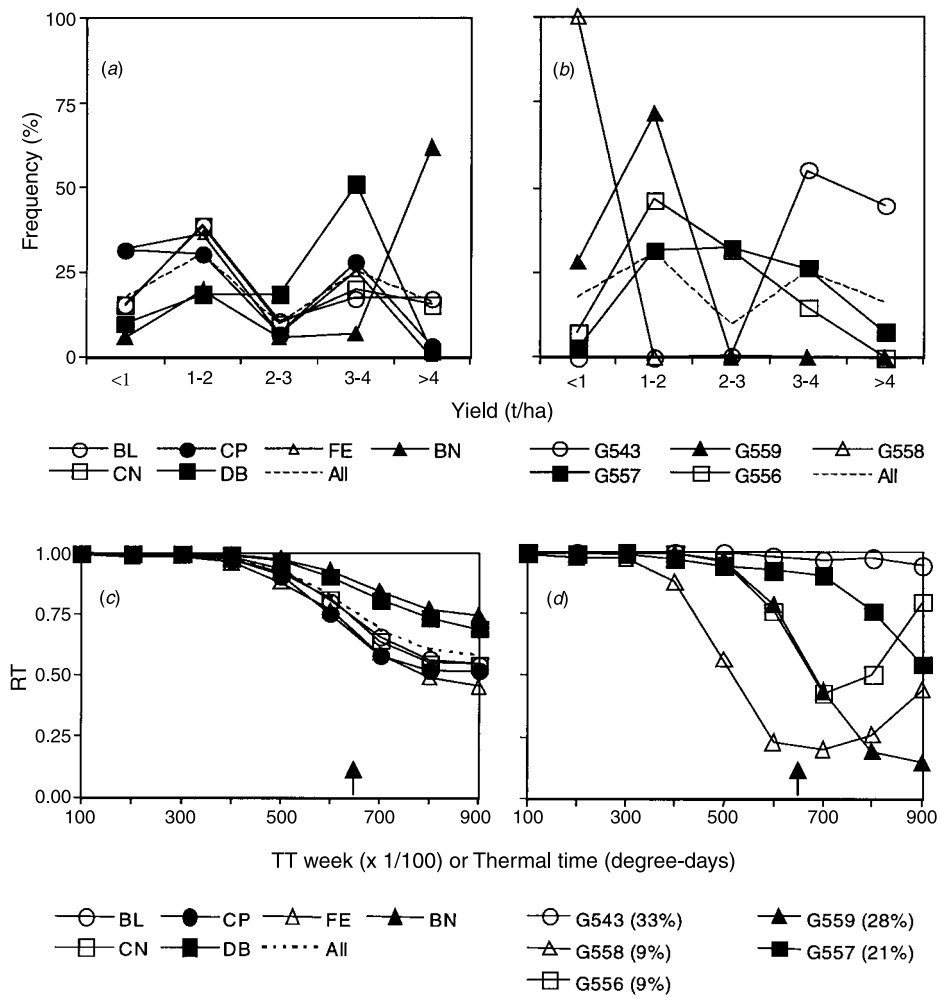 100
75
50
25
0
Frequency (%)
(a)
(b)
<1 1-2 2-3 3-4 >4
<1 1-2 2-3 3-4 >4
Yield (t/ha)
BL CP FE BN
CN DB All
G543 G559 G558
G557 G556 All
1.00
0.75
0.50
0.25
0.00
RT
(c)
(d)
100 300 500 700 900
100 300 500 700 900
TT week (x 1/100) or Thermal time (degree-days)
BL CP FE BN
CN DB All
G543 (33%) G559 (28%)
G558 (9%) G557 (21%)
G556 (9%)